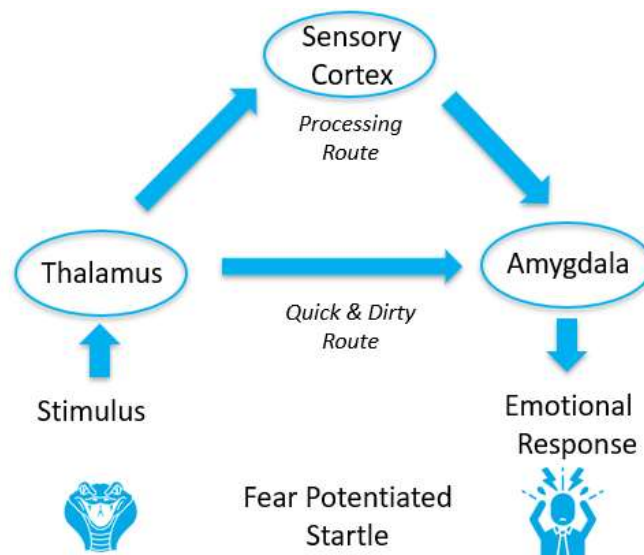 Sensory
Cortex
Processing
Route
Thalamus
Amygdala
Quick & Dirty
Route
Stimulus
Emotional
Response
Fear Potentiated
Startle